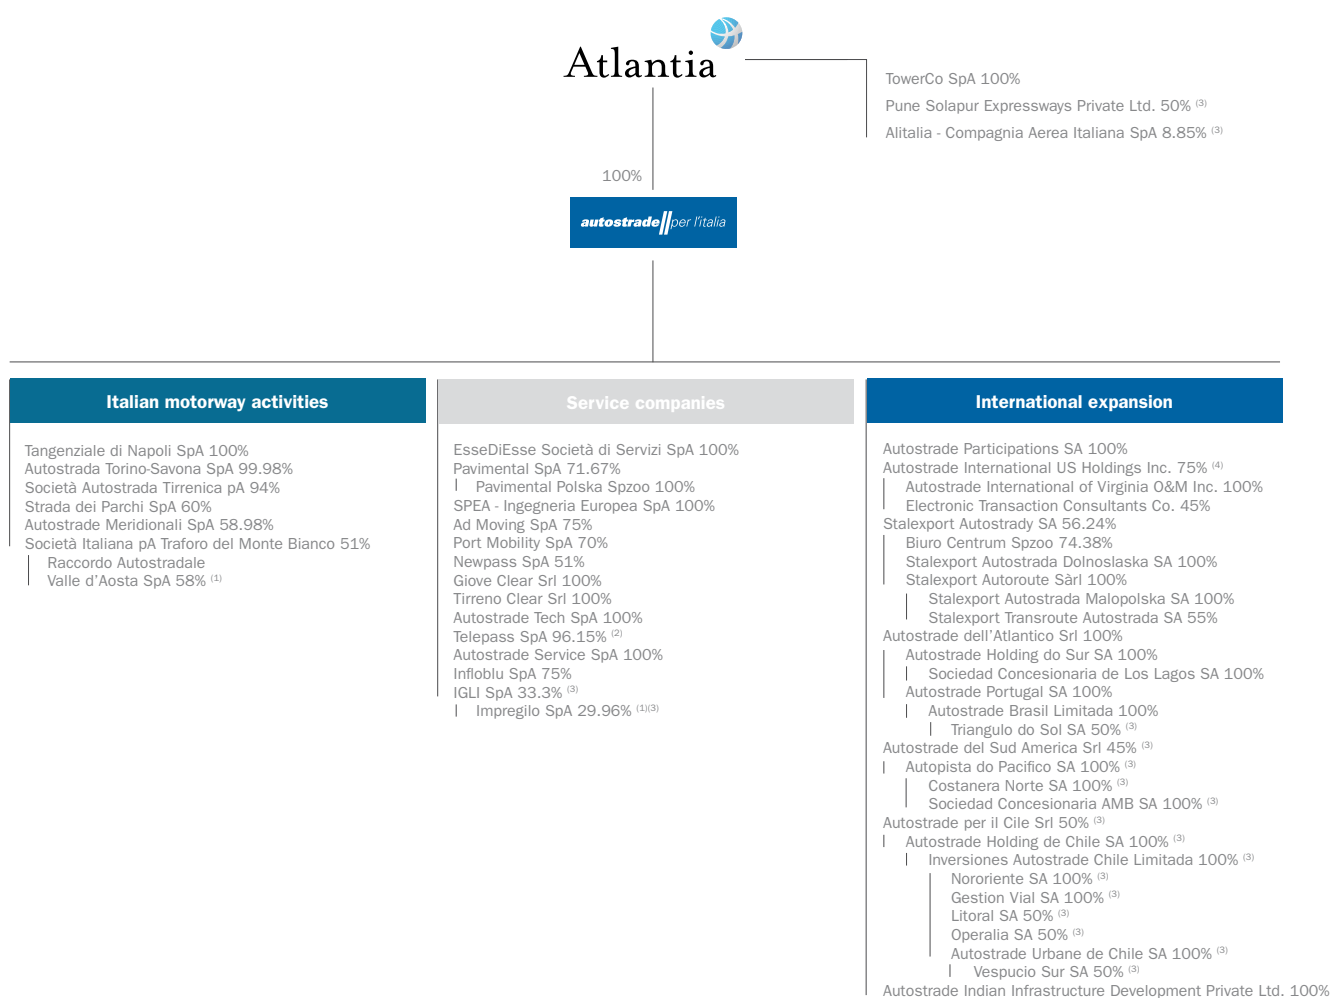 Atlantia
TowerCo SpA 100%
Pune Solapur Expressways Private Ltd. 50% (3)
Alitalia - Compagnia Aerea Italiana SpA 8.85% (3)
100%
autostrade//per l'italia
Italian motorway activities
Tangenziale di Napoli SpA 100%
Autostrada Torino-Savona SpA 99.98%
Società Autostrada Tirrenica pA 94%
Strada dei Parchi SpA 60%
Autostrade Meridionali SpA 58.98%
Società Italiana pA Traforo del Monte Bianco 51%
Raccordo Autostradale
Valle d'Aosta SpA 58% (1)
Service companies
EsseDiEsse Società di Servizi SpA 100%
Pavimental SpA 71.67%
Pavimental Polska Spzoo 100%
SPEA - Ingegneria Europea SpA 100%
Ad Moving SpA 75%
Port Mobility SpA 70%
Newpass SpA 51%
Giove Clear Srl 100%
Tirreno Clear Srl 100%
Autostrade Tech SpA 100%
Telepass SpA 96.15% (2)
Autostrade Service SpA 100%
Infloblu SpA 75%
IGLI SpA 33.3% (3)
Impregilo SpA 29.96% (1)(3)
International expansion
Autostrade Participations SA 100%
Autostrade International US Holdings Inc. 75% (4)
Autostrade International of Virginia O&M Inc. 100%
Electronic Transaction Consultants Co. 45%
Stalexport Autostrady SA 56.24%
Biuro Centrum Spzoo 74.38%
Stalexport Autostrada Dolnoslaska SA 100%
Stalexport Autoroute Sàrl 100%
Stalexport Autostrada Malopolska SA 100%
Stalexport Transroute Autostrada SA 55%
Autostrade dell'Atlantico Srl 100%
Autostrade Holding do Sur SA 100%
Sociedad Concesionaria de Los Lagos SA 100%
Autostrade Portugal SA 100%
Autostrade Brasil Limitada 100%
Triangulo do Sol SA 50% (3)
Autostrade del Sud America Srl 45% (3)
Autopista do Pacifico SA 100% (3)
Costanera Norte SA 100% (3)
Sociedad Concesionaria AMB SA 100% (3)
Autostrade per il Cile Srl 50% (3)
Autostrade Holding de Chile SA 100% (3)
Inversiones Autostrade Chile Limitada 100% (3)
Nororiente SA 100% (3)
Gestion Vial SA 100% (3)
Litoral SA 50% (3)
Operalia SA 50% (3)
Autostrade Urbane de Chile SA 100% (3)
Vespucio Sur SA 50% (3)
Autostrade Indian Infrastructure Development Private Ltd. 100%